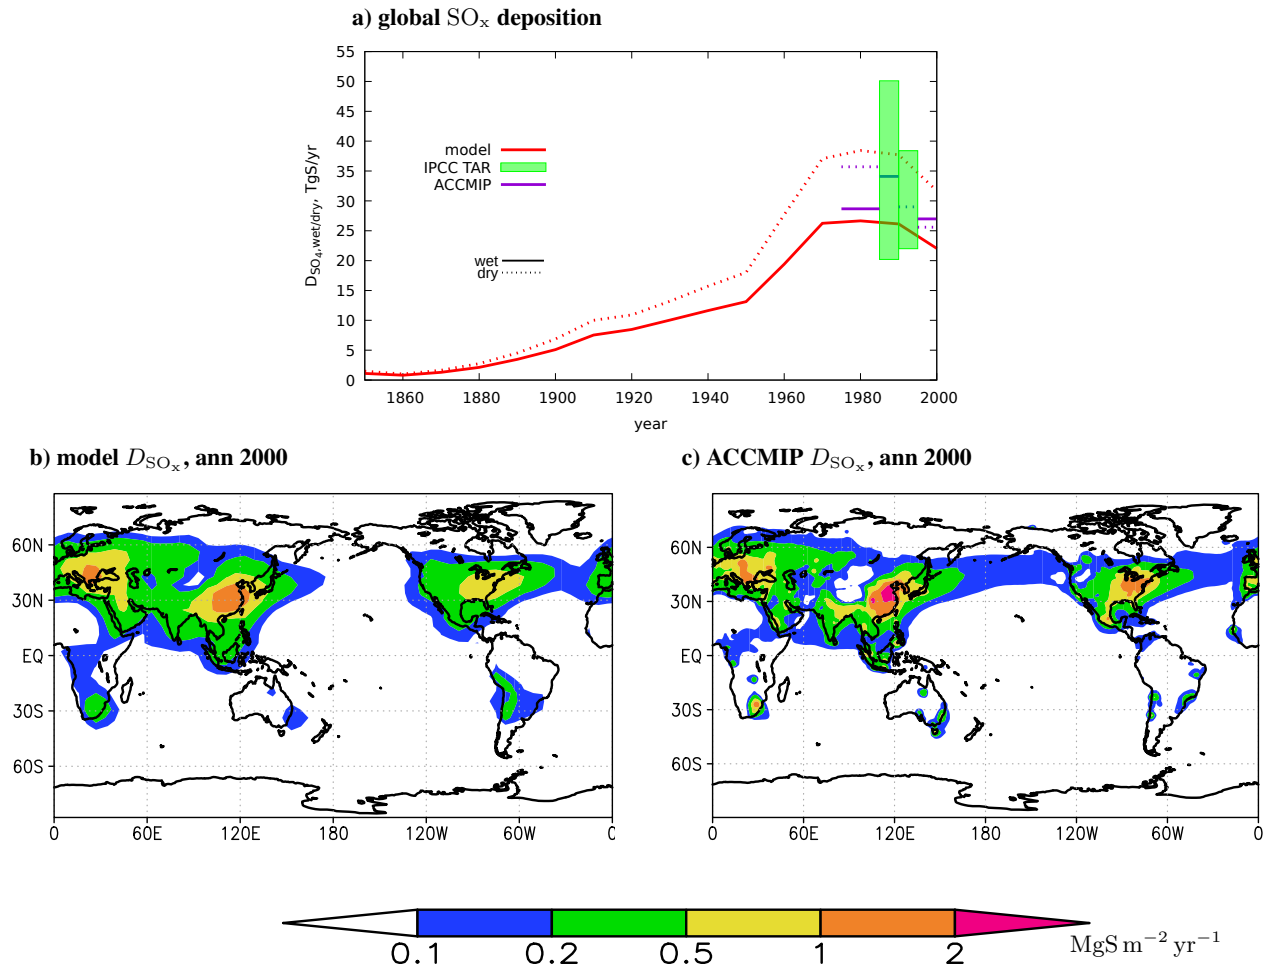 a) global SOₓ deposition
D_SO₄,wet/dry, TgS/yr
55
50
45
40
35
30
25
20
15
10
5
0
model
IPCC TAR
ACCMIP
wet
dry
1860 1880 1900 1920 1940 1960 1980 2000
year
b) model D_SOₓ, ann 2000
60N
30N
EQ
30S
60S
0 60E 120E 180 120W 60W 0
c) ACCMIP D_SOₓ, ann 2000
60N
30N
EQ
30S
60S
0 60E 120E 180 120W 60W 0
0.1 0.2 0.5 1 2 MgS m⁻² yr⁻¹